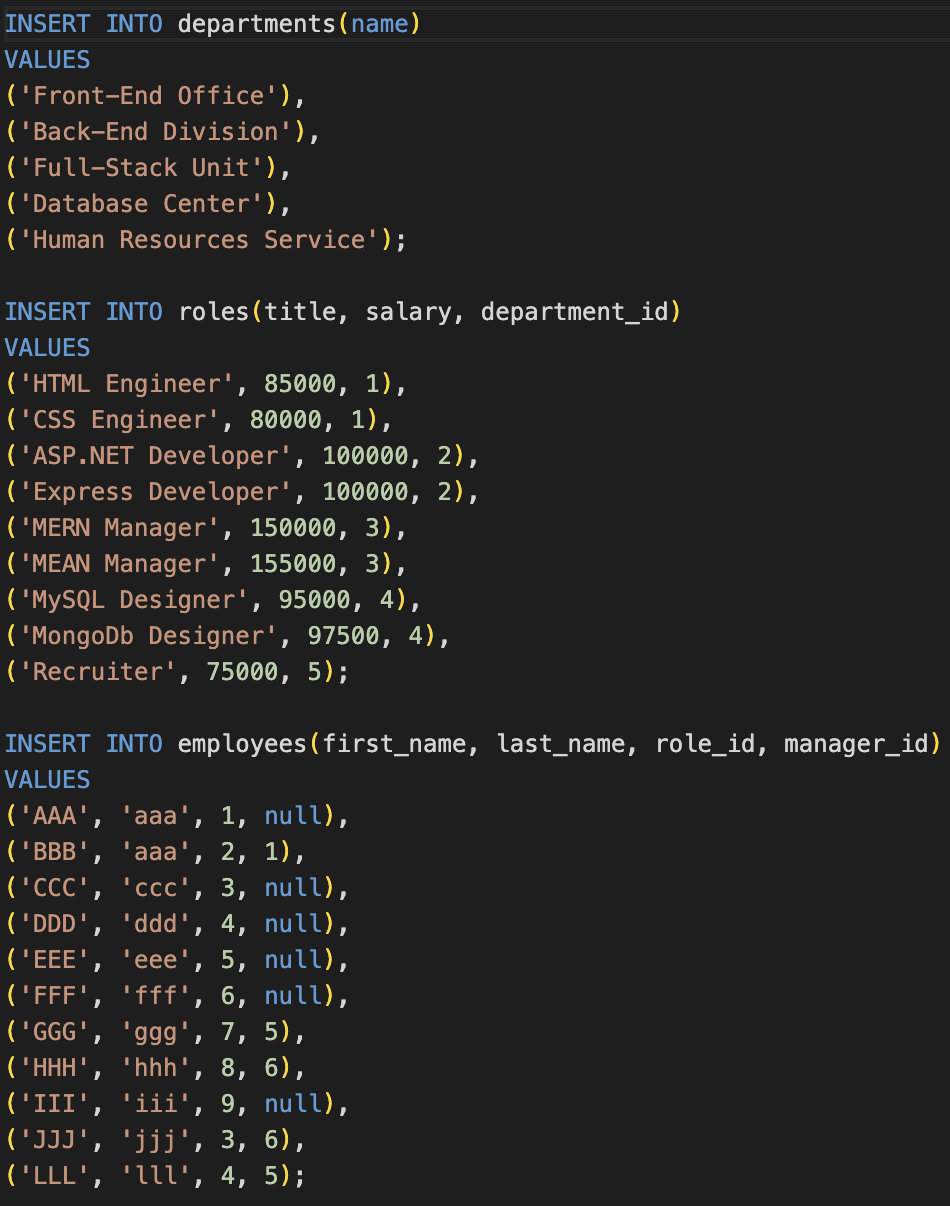 INSERT INTO departments(name)
VALUES
('Front-End Office'),
('Back-End Division'),
('Full-Stack Unit'),
('Database Center'),
('Human Resources Service');
INSERT INTO roles(title, salary, department_id)
VALUES
('HTML Engineer', 85000, 1),
('CSS Engineer', 80000, 1),
('ASP.NET Developer', 100000, 2),
('Express Developer', 100000, 2),
('MERN Manager', 150000, 3),
('MEAN Manager', 155000, 3),
('MySQL Designer', 95000, 4),
('MongoDb Designer', 97500, 4),
('Recruiter', 75000, 5);
INSERT INTO employees(first_name, last_name, role_id, manager_id)
VALUES
('AAA', 'aaa', 1, null),
('BBB', 'aaa', 2, 1),
('CCC', 'ccc', 3, null),
('DDD', 'ddd', 4, null),
('EEE', 'eee', 5, null),
('FFF', 'fff', 6, null),
('GGG', 'ggg', 7, 5),
('HHH', 'hhh', 8, 6),
('III', 'iii', 9, null),
('JJJ', 'jjj', 3, 6),
('LLL', 'lll', 4, 5);